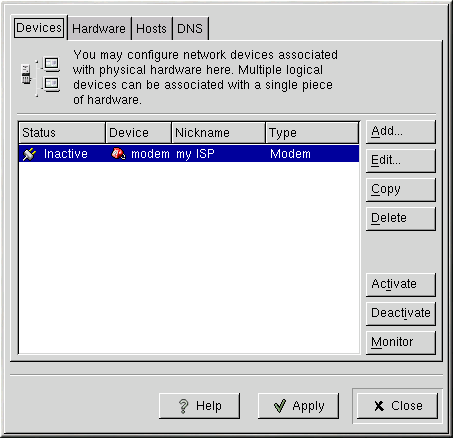 Devices Hardware Hosts DNS
You may configure network devices associated
with physical hardware here. Multiple logical
devices can be associated with a single piece
of hardware.
Status Device Nickname Type
Inactive modem my ISP Modem
Add...
Edit...
Copy
Delete
Activate
Deactivate
Monitor
Help Apply Close